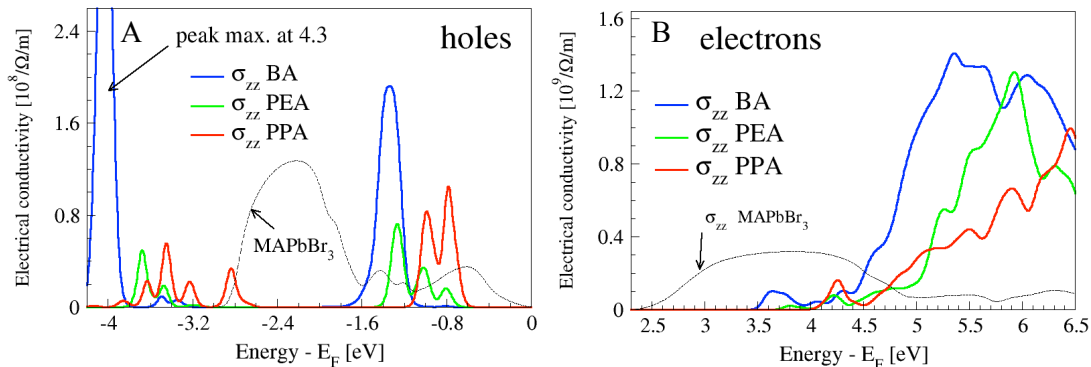 A
peak max. at 4.3
holes
σzz BA
σzz PEA
σzz PPA
MAPbBr3
Electrical conductivity [10^8/Ω/m]
2.4
1.6
0.8
0
-4
-3.2
-2.4
-1.6
-0.8
0
Energy - EF [eV]
B
electrons
σzz BA
σzz PEA
σzz PPA
σzz MAPbBr3
Electrical conductivity [10^9/Ω/m]
1.6
1.2
0.8
0.4
0
2.5
3
3.5
4
4.5
5
5.5
6
6.5
Energy - EF [eV]